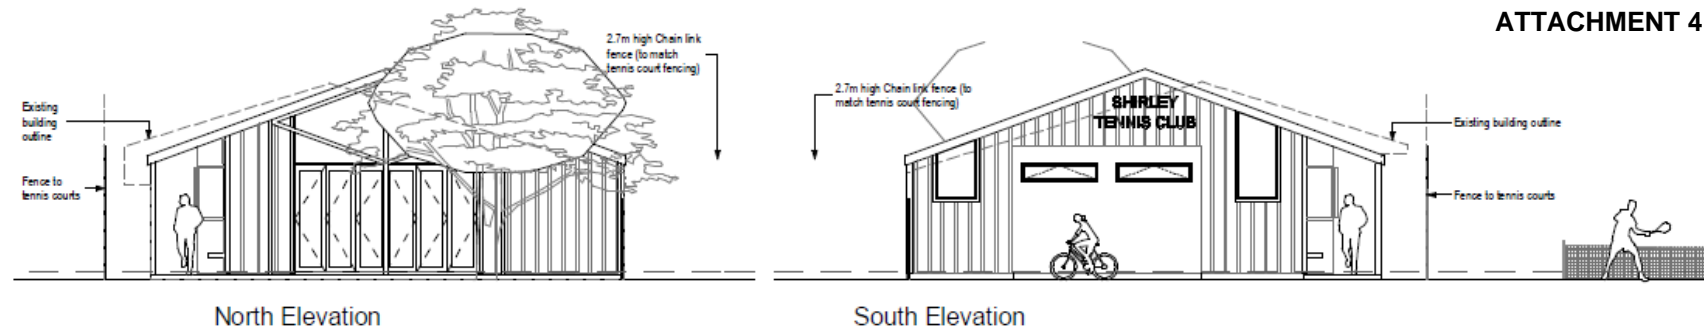 ATTACHMENT 4
2.7m high Chain link
fence (to match
tennis court fencing)
Existing
building
outline
Fence to
tennis courts
North Elevation
2.7m high Chain link fence (to
match tennis court fencing)
SHIRLEY
TENNIS CLUB
Existing building outline
Fence to tennis courts
South Elevation